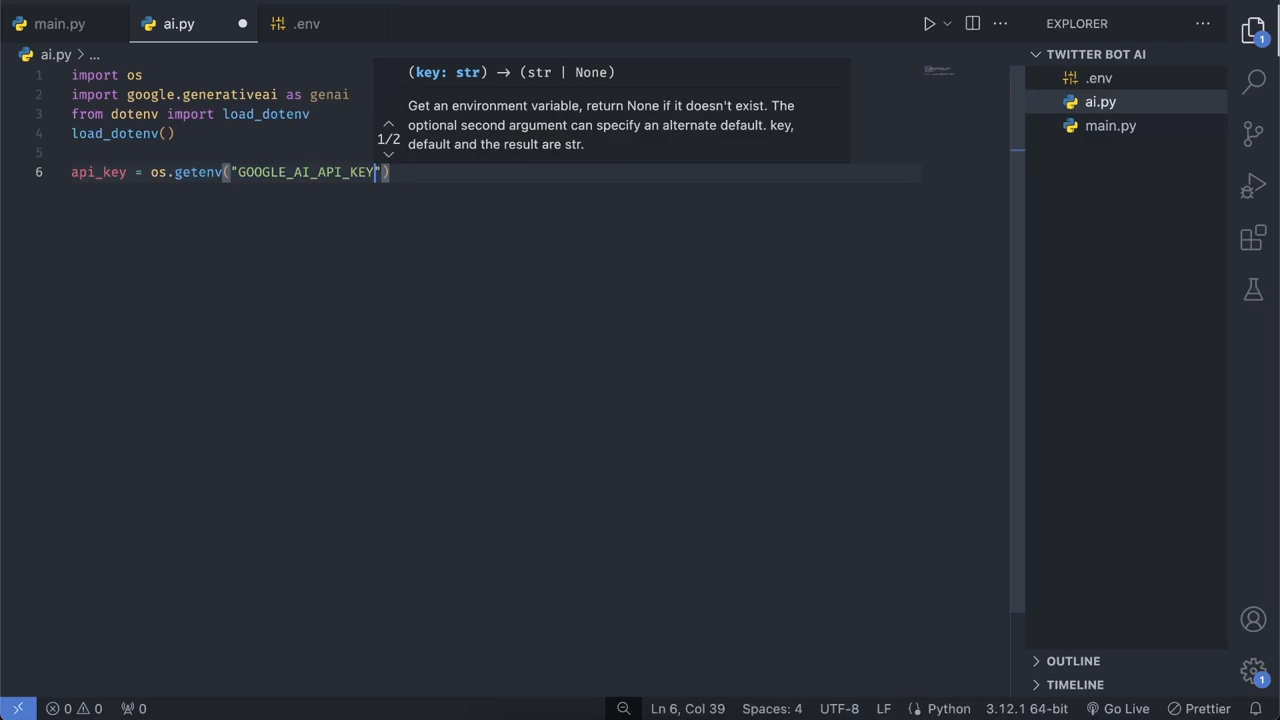 main.py
ai.py
.env
EXPLORER
ai.py > ...
TWITTER BOT AI
.env
ai.py
main.py
1 import os
2 import google.generativeai as genai
3 from dotenv import load_dotenv
4 load_dotenv()
5
6 api_key = os.getenv("GOOGLE_AI_API_KEY")
(key: str) -> (str | None)
1/2
Get an environment variable, return None if it doesn't exist. The
optional second argument can specify an alternate default. key,
default and the result are str.
1
OUTLINE
TIMELINE
1
0 0 0
Ln 6, Col 39
Spaces: 4
UTF-8
LF
Python
3.12.1 64-bit
Go Live
Prettier